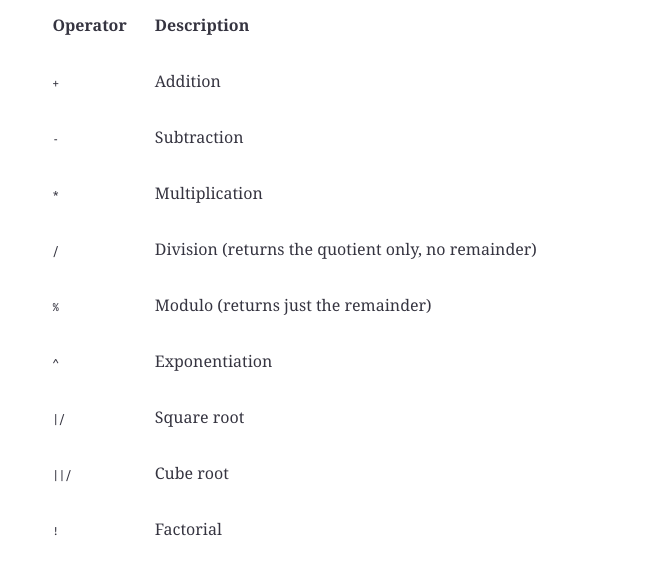 Operator Description
+ Addition
- Subtraction
* Multiplication
/ Division (returns the quotient only, no remainder)
% Modulo (returns just the remainder)
^ Exponentiation
|/ Square root
||/ Cube root
! Factorial